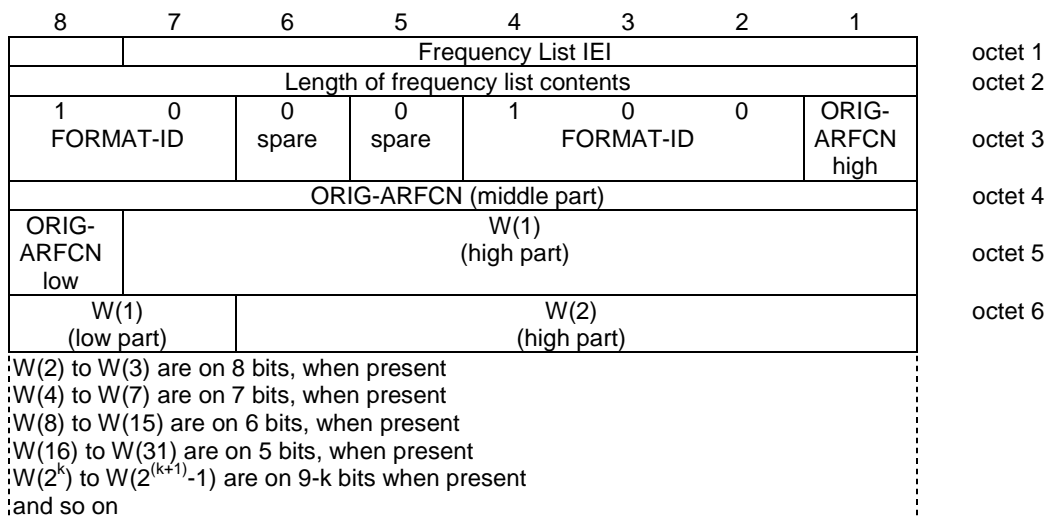 8 7 6 5 4 3 2 1
Frequency List IEI octet 1
Length of frequency list contents octet 2
1 0 0 0 1 0 0 ORIG-
FORMAT-ID spare spare FORMAT-ID ARFCN octet 3
high
ORIG-ARFCN (middle part) octet 4
ORIG- W(1)
ARFCN (high part) octet 5
low
W(1) W(2) octet 6
(low part) (high part)
W(2) to W(3) are on 8 bits, when present
W(4) to W(7) are on 7 bits, when present
W(8) to W(15) are on 6 bits, when present
W(16) to W(31) are on 5 bits, when present
W(2^k) to W(2^(k+1)-1) are on 9-k bits when present
and so on